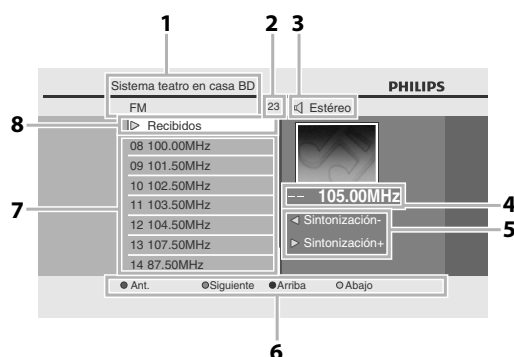 1 2 3
Sistema teatro en casa BD
PHILIPS
FM 23 Estéreo
8 Recibidos
08 100.00MHz
09 101.50MHz
10 102.50MHz
11 103.50MHz
12 104.50MHz
13 107.50MHz
14 87.50MHz
7
-- 105.00MHz 4
Sintonización- 5
Sintonización+
Ant. Siguiente Arriba Abajo
6